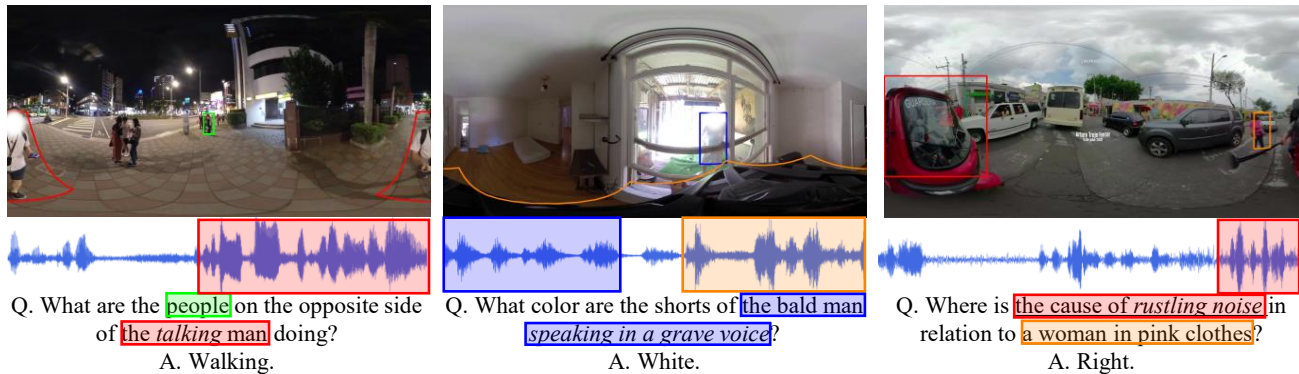 Q. What are the people on the opposite side
of the talking man doing?
A. Walking.
Q. What color are the shorts of the bald man
speaking in a grave voice?
A. White.
Q. Where is the cause of rustling noise in
relation to a woman in pink clothes?
A. Right.